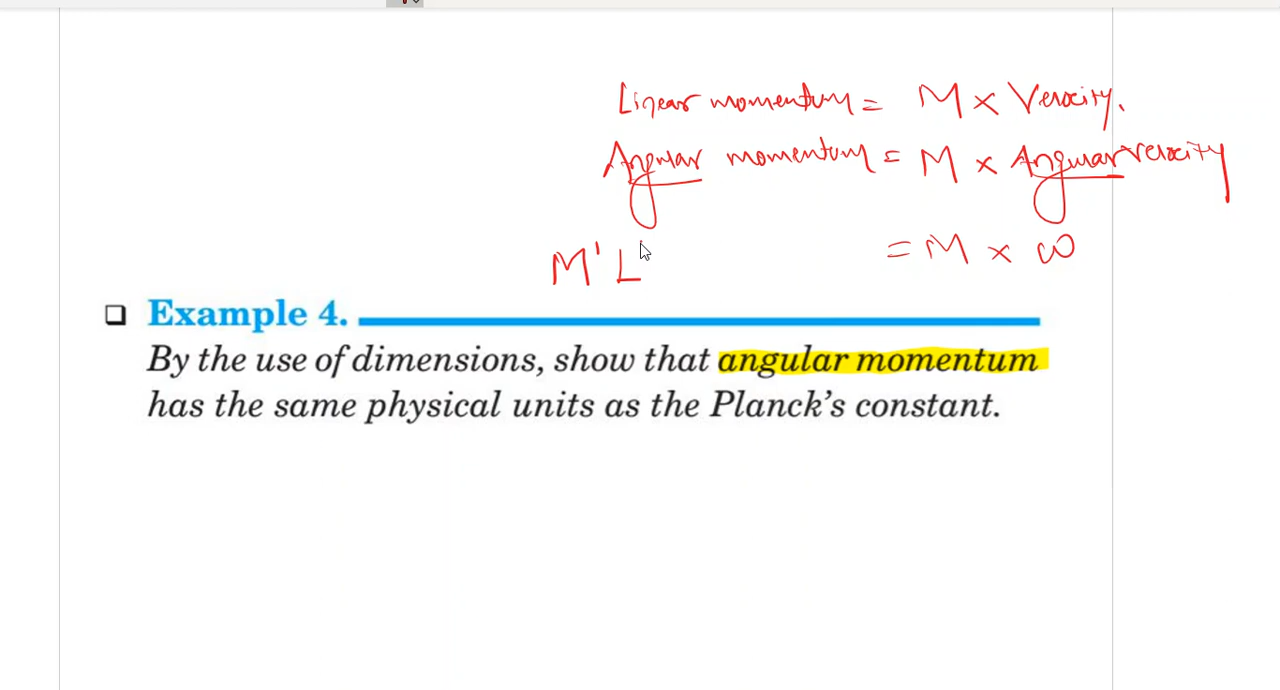 Linear momentum = M × Velocity.
Angular momentum = M × Angular velocity
= M × ω
M¹ L
❑ Example 4.
By the use of dimensions, show that angular momentum
has the same physical units as the Planck's constant.